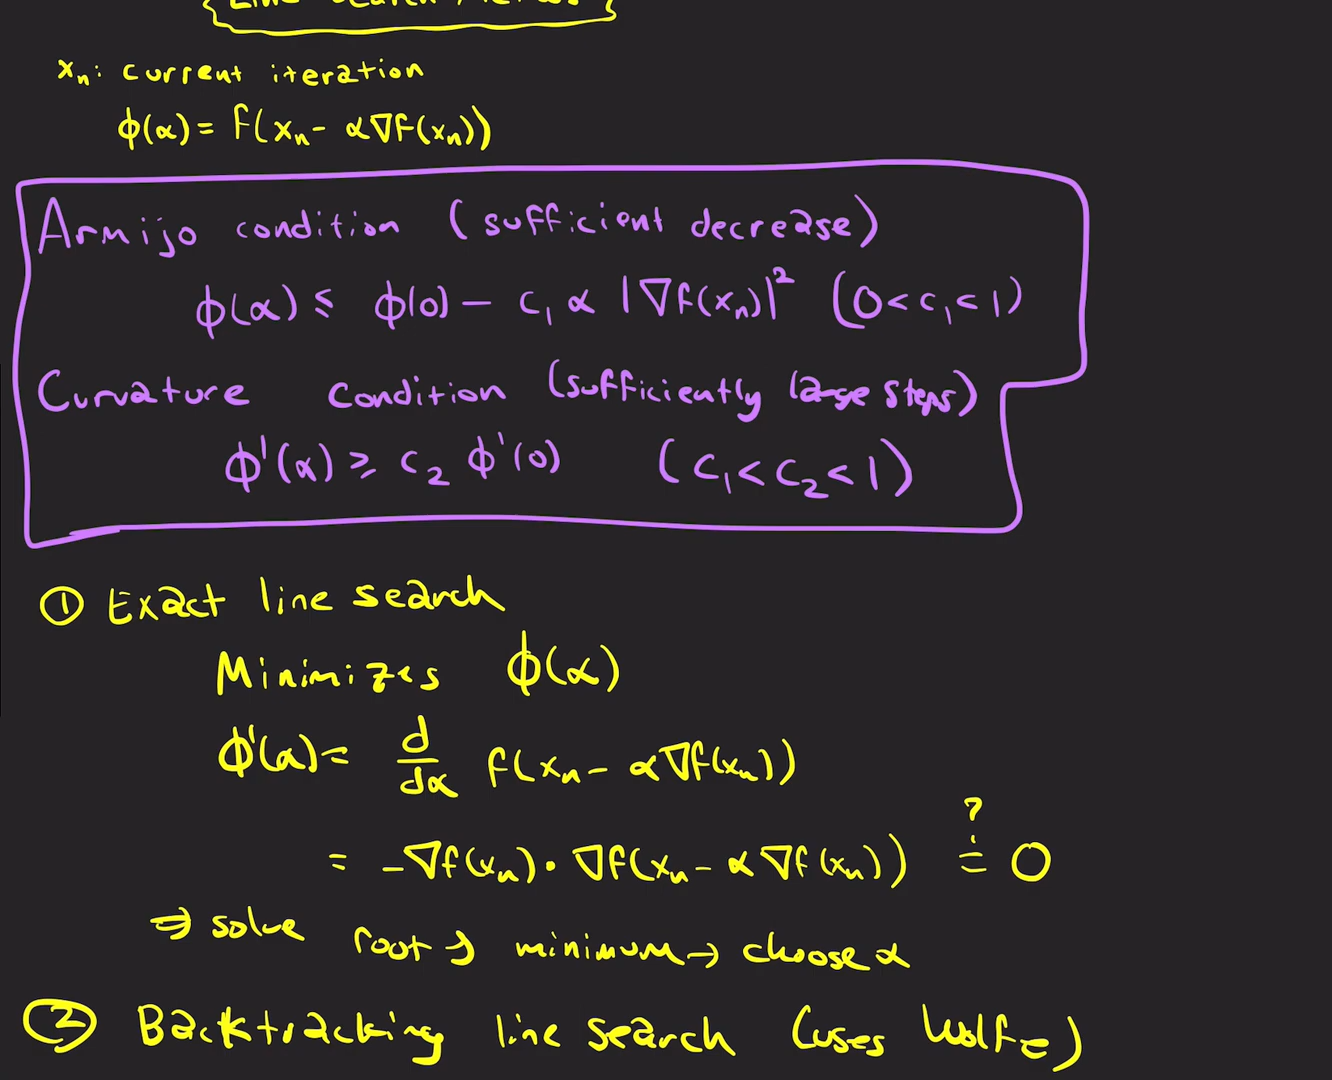 Line search
xₙ: current iteration
ϕ(α) = f(xₙ - α∇f(xₙ))
Armijo condition (sufficient decrease)
ϕ(α) ≤ ϕ(0) - c₁ α |∇f(xₙ)|² (0 < c₁ < 1)
Curvature condition (sufficiently large steps)
ϕ'(α) ≥ c₂ ϕ'(0) (c₁ < c₂ < 1)
① Exact line search
Minimizes ϕ(α)
ϕ'(α) = d/dα f(xₙ - α∇f(xₙ))
= -∇f(xₙ)·∇f(xₙ - α∇f(xₙ)) ≟ 0
⇒ solve root → minimum → choose α
② Backtracking line search (uses Wolfe)